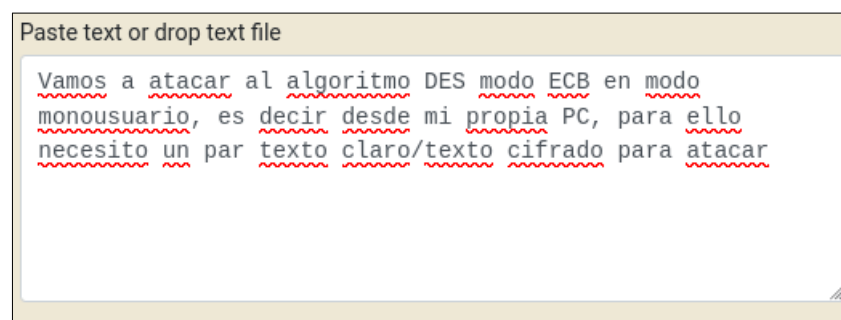 Paste text or drop text file
Vamos a atacar al algoritmo DES modo ECB en modo
monousuario, es decir desde mi propia PC, para ello
necesito un par texto claro/texto cifrado para atacar